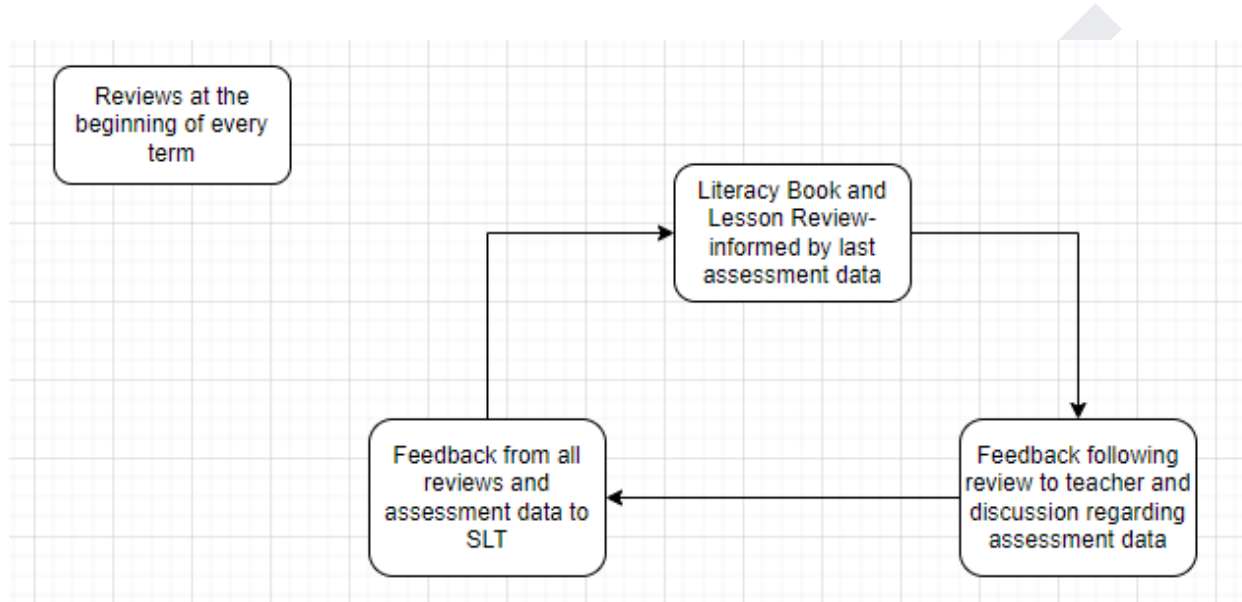 Reviews at the
beginning of every
term
Literacy Book and
Lesson Review-
informed by last
assessment data
Feedback from all
reviews and
assessment data to
SLT
Feedback following
review to teacher and
discussion regarding
assessment data